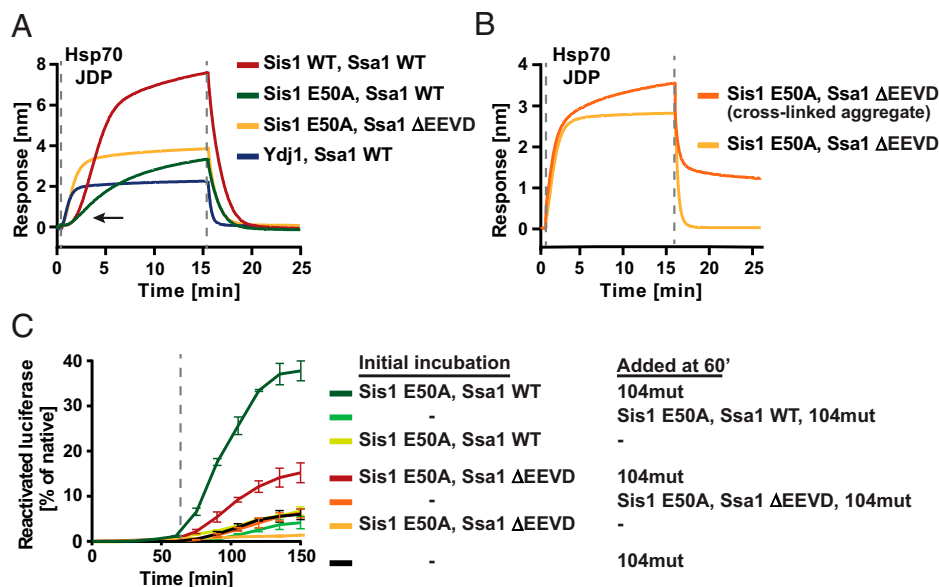 A
Hsp70
JDP
8
6
4
2
0
Response [nm]
0 5 10 15 20 25
Time [min]
Sis1 WT, Ssa1 WT
Sis1 E50A, Ssa1 WT
Sis1 E50A, Ssa1 ΔEEVD
Ydj1, Ssa1 WT
B
Hsp70
JDP
4
3
2
1
0
Response [nm]
0 5 10 15 20 25
Time [min]
Sis1 E50A, Ssa1 ΔEEVD
(cross-linked aggregate)
Sis1 E50A, Ssa1 ΔEEVD
C
40
30
20
10
0
Reactivated luciferase
[% of native]
0 50 100 150
Time [min]
Initial incubation Added at 60'
Sis1 E50A, Ssa1 WT 104mut
- Sis1 E50A, Ssa1 WT, 104mut
Sis1 E50A, Ssa1 WT -
Sis1 E50A, Ssa1 ΔEEVD 104mut
- Sis1 E50A, Ssa1 ΔEEVD, 104mut
Sis1 E50A, Ssa1 ΔEEVD -
- 104mut